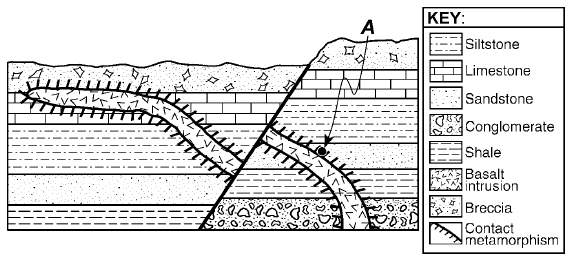 A
KEY:
Siltstone
Limestone
Sandstone
Conglomerate
Shale
Basalt
intrusion
Breccia
Contact
metamorphism